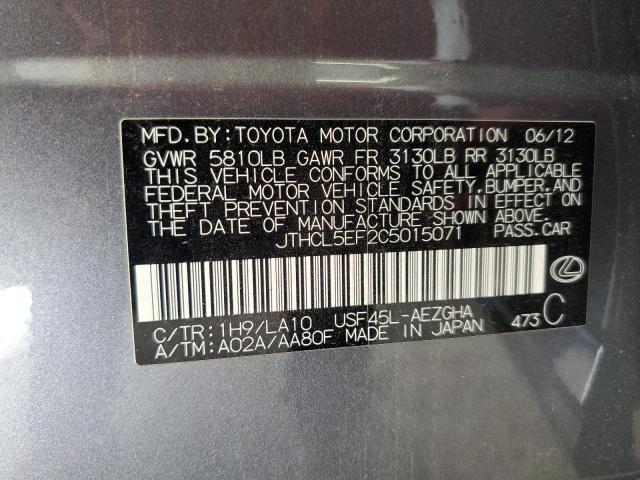 MFD. BY: TOYOTA MOTOR CORPORATION 06/12
GVWR 5810LB GAWR FR 3130LB RR 3130LB
THIS VEHICLE CONFORMS TO ALL APPLICABLE
FEDERAL MOTOR VEHICLE SAFETY, BUMPER, AND
THEFT PREVENTION STANDARDS IN EFFECT ON
THE DATE OF MANUFACTURE SHOWN ABOVE.
JTHCL5EF2C5015071 PASS. CAR
C/TR: 1H9/LA10 USF45L-AEZGHA
A/TM: A02A/AA80F MADE IN JAPAN 473 C